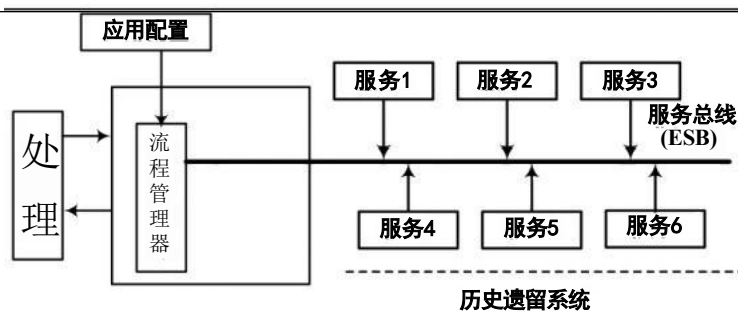 应用配置
服务1
服务2
服务3
服务总线
(ESB)
处理
流程管理器
服务4
服务5
服务6
历史遗留系统